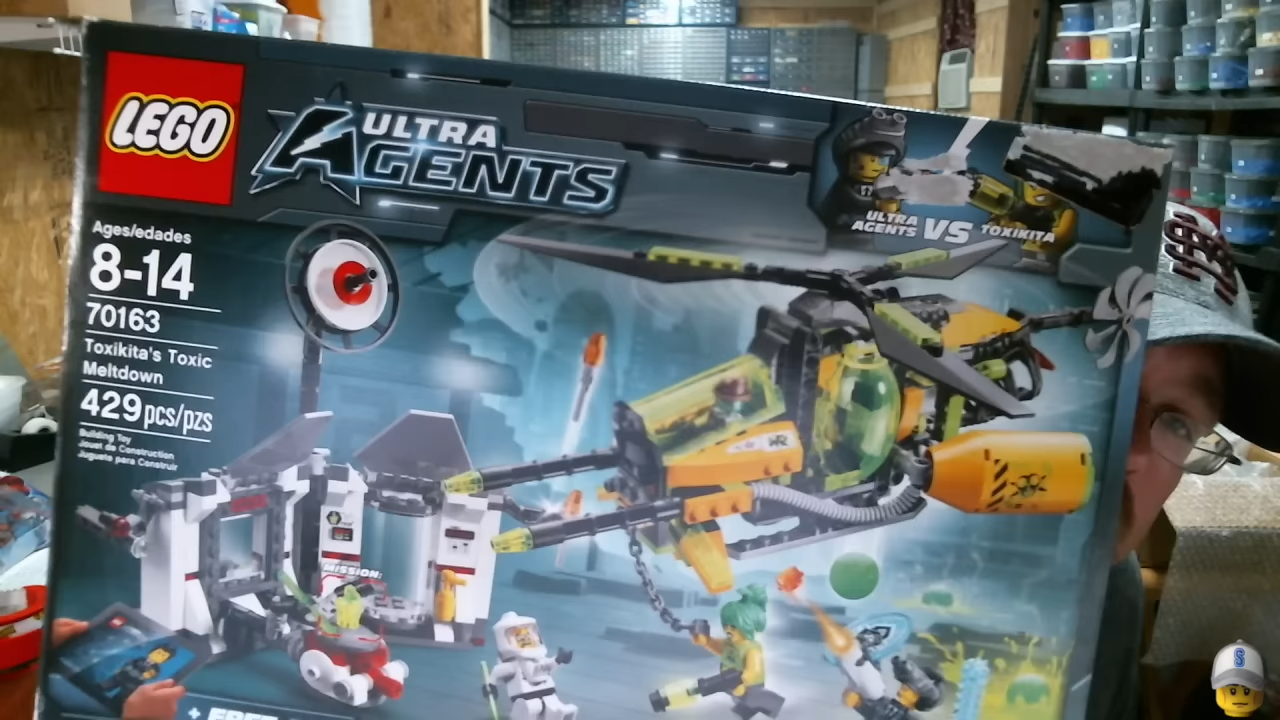 LEGO
ULTRA
AGENTS
ULTRA
AGENTS VS TOXIKITA
Ages/edades
8-14
70163
Toxikita's Toxic
Meltdown
429 pcs/pzs
Building Toy
Jouet de Construction
Juguete para Construir
MISSION:
+ FREE
S